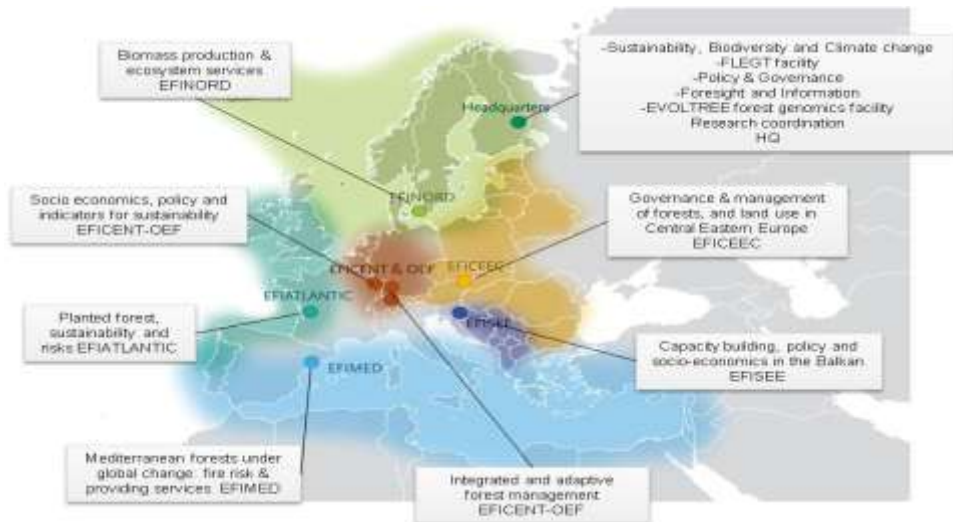 Biomass production &
ecosystem services
EFINORD
-Sustainability, Biodiversity and Climate change
-FLEGT facility
-Policy & Governance
-Foresight and Information
-EVOLTREE forest genomics facility
Research coordination
HQ
Headquarters
EFINORD
Socio economics, policy and
indicators for sustainability
EFICENT-OEF
Governance & management
of forests, and land use in
Central Eastern Europe
EFICEEC
EFICENT & OEF
EFICEEC
EFIATLANTIC
EFISEE
Planted forest,
sustainability and
risks EFIATLANTIC
Capacity building, policy and
socio-economics in the Balkan
EFISEE
EFIMED
Mediterranean forests under
global change: fire risk &
providing services EFIMED
Integrated and adaptive
forest management
EFICENT-OEF